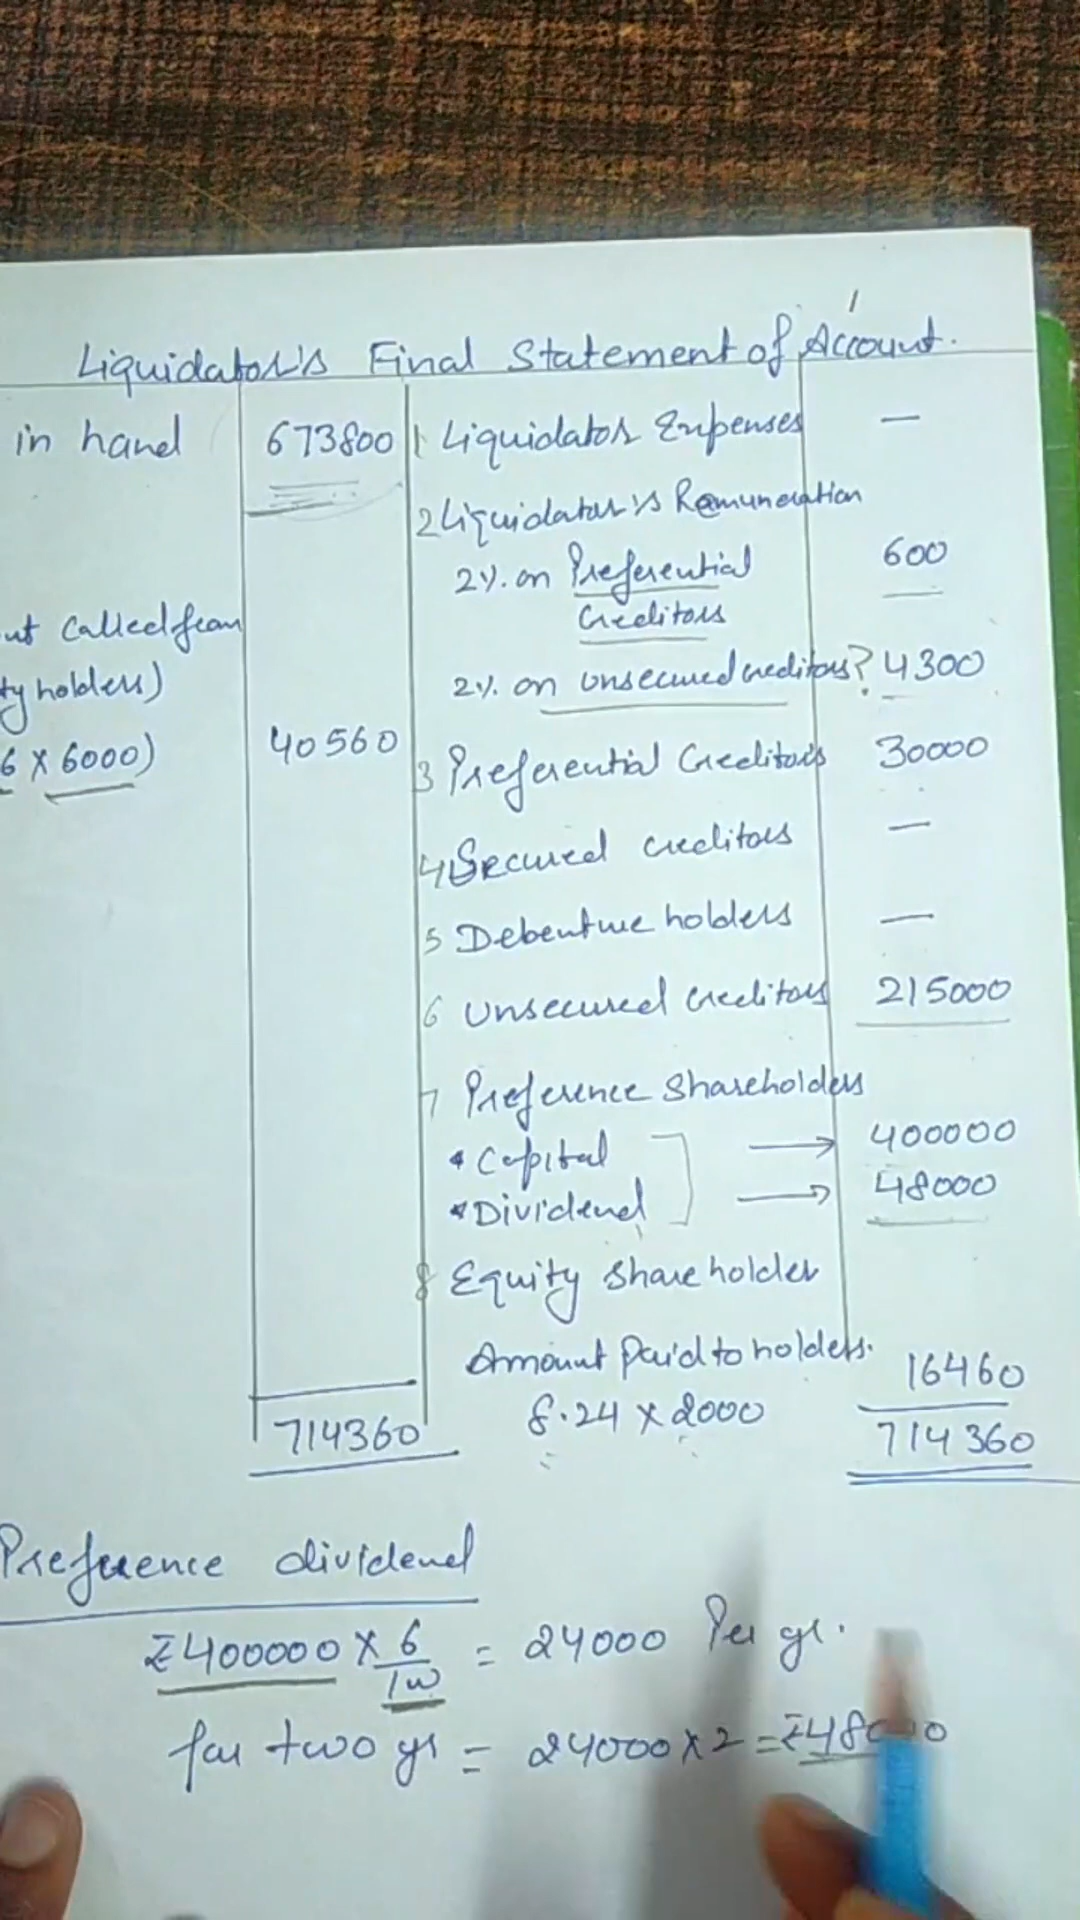 Liquidator's Final Statement of Account.
in hand 673800 1 Liquidator Expenses —
2 Liquidator's Remuneration
2% on Preferential 600
Creditors
called from
holders) 2% on unsecured creditors? 4300
6 X 6000) 40560 3 Preferential Creditors 30000
4 Secured creditors —
5 Debenture holders —
6 Unsecured Creditors 215000
7 Preference Shareholders
* Capital → 400000
* Dividend → 48000
8 Equity share holder
Amount Paid to holders. 16460
714360 8.24 X 2000 714360
Preference dividend
₹400000 X 6/100 = 24000 Per yr.
for two yr = 24000 X 2 = ₹48000